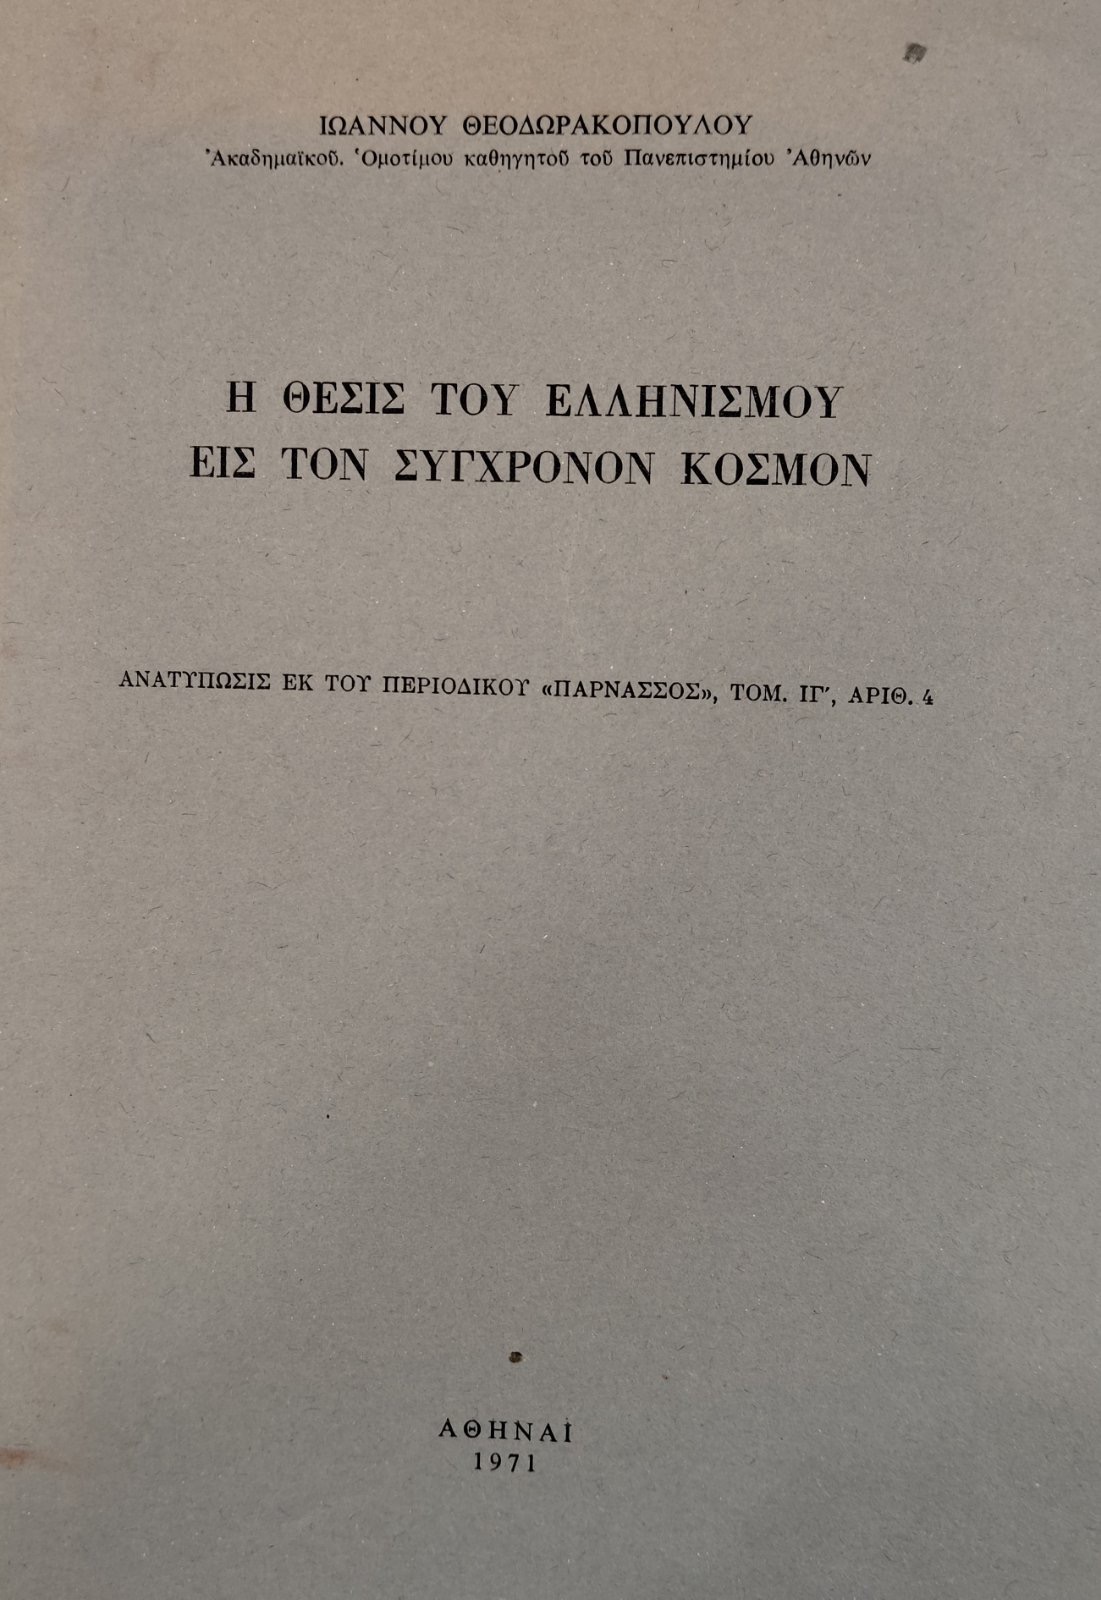 ΙΩΑΝΝΟΥ ΘΕΟΔΩΡΑΚΟΠΟΥΛΟΥ
Ἀκαδημαϊκοῦ. Ὁμοτίμου καθηγητοῦ τοῦ Πανεπιστημίου Ἀθηνῶν
Η ΘΕΣΙΣ ΤΟΥ ΕΛΛΗΝΙΣΜΟΥ
ΕΙΣ ΤΟΝ ΣΥΓΧΡΟΝΟΝ ΚΟΣΜΟΝ
ΑΝΑΤΥΠΩΣΙΣ ΕΚ ΤΟΥ ΠΕΡΙΟΔΙΚΟΥ «ΠΑΡΝΑΣΣΟΣ», ΤΟΜ. ΙΓ′, ΑΡΙΘ. 4
ΑΘΗΝΑΙ
1971